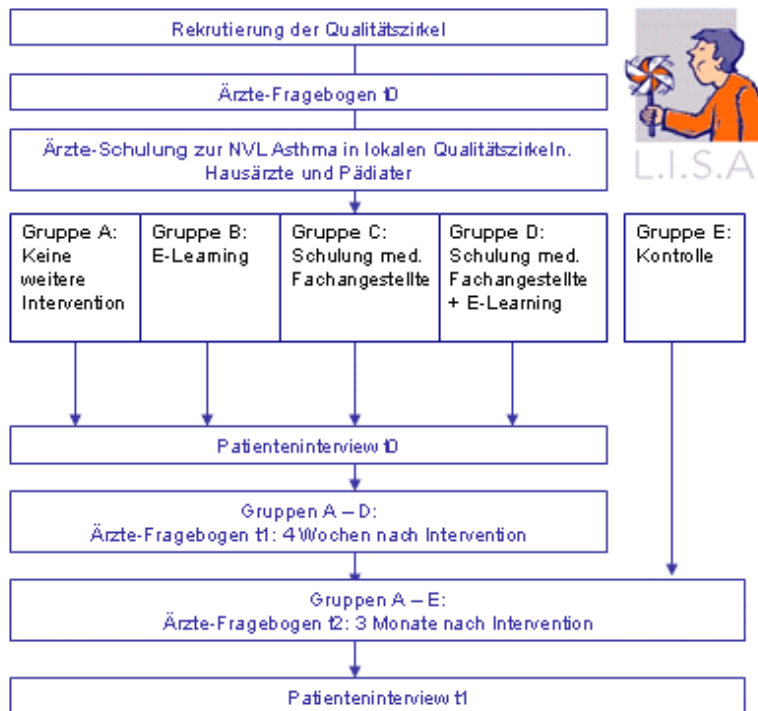 Rekrutierung der Qualitätszirkel
Ärzte-Fragebogen t0
Ärzte-Schulung zur NVL Asthma in lokalen Qualitätszirkeln.
Hausärzte und Pädiater
L.I.S.A
Gruppe A:
Keine
weitere
Intervention
Gruppe B:
E-Learning
Gruppe C:
Schulung med.
Fachangestellte
Gruppe D:
Schulung med.
Fachangestellte
+ E-Learning
Gruppe E:
Kontrolle
Patienteninterview t0
Gruppen A – D:
Ärzte-Fragebogen t1: 4 Wochen nach Intervention
Gruppen A – E:
Ärzte-Fragebogen t2: 3 Monate nach Intervention
Patienteninterview t1